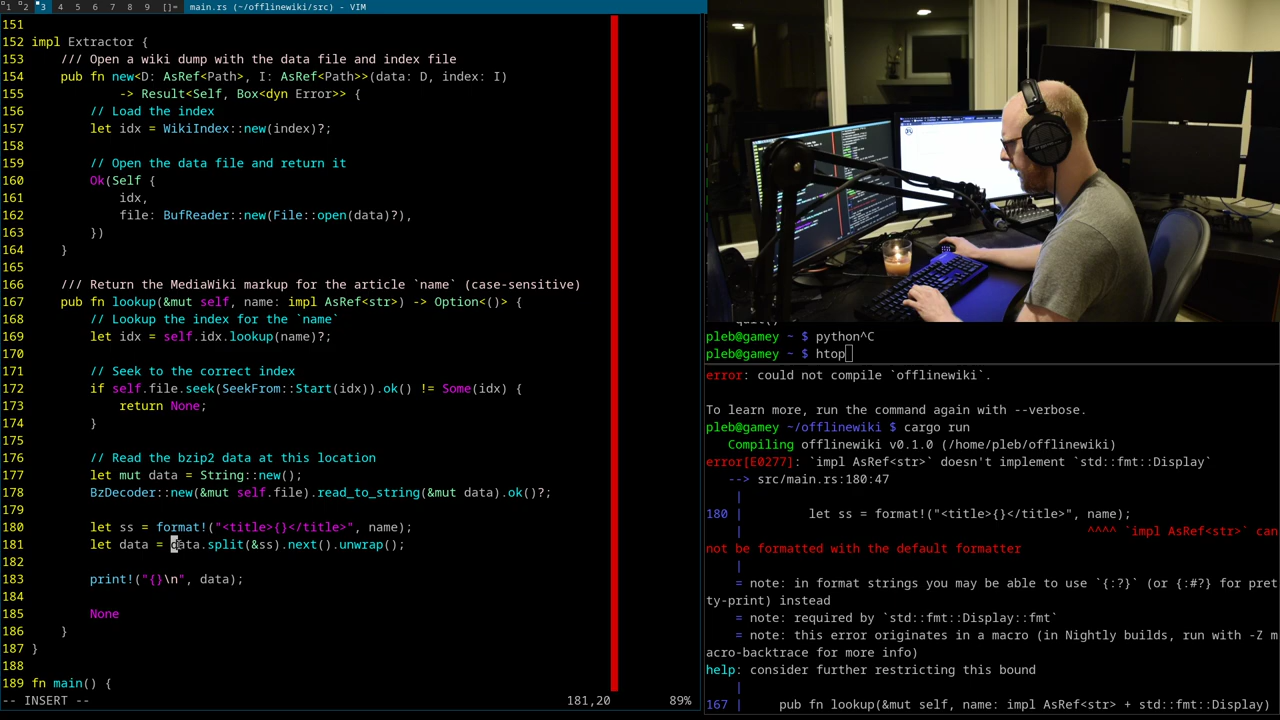 1 2 3 4 5 6 7 8 9 []= main.rs (~/offlinewiki/src) - VIM
151
152 impl Extractor {
153     /// Open a wiki dump with the data file and index file
154     pub fn new<D: AsRef<Path>, I: AsRef<Path>>(data: D, index: I)
155             -> Result<Self, Box<dyn Error>> {
156         // Load the index
157         let idx = WikiIndex::new(index)?;
158
159         // Open the data file and return it
160         Ok(Self {
161             idx,
162             file: BufReader::new(File::open(data)?),
163         })
164     }
165
166     /// Return the MediaWiki markup for the article `name` (case-sensitive)
167     pub fn lookup(&mut self, name: impl AsRef<str>) -> Option<()> {
168         // Lookup the index for the `name`
169         let idx = self.idx.lookup(name)?;
170
171         // Seek to the correct index
172         if self.file.seek(SeekFrom::Start(idx)).ok() != Some(idx) {
173             return None;
174         }
175
176         // Read the bzip2 data at this location
177         let mut data = String::new();
178         BzDecoder::new(&mut self.file).read_to_string(&mut data).ok()?;
179
180         let ss = format!("<title>{}</title>", name);
181         let data = data.split(&ss).next().unwrap();
182
183         print!("{}\n", data);
184
185         None
186     }
187 }
188
189 fn main() {
-- INSERT -- 181,20 89%
pleb@gamey ~ $ python^C
pleb@gamey ~ $ htop
error: could not compile `offlinewiki`.
To learn more, run the command again with --verbose.
pleb@gamey ~/offlinewiki $ cargo run
   Compiling offlinewiki v0.1.0 (/home/pleb/offlinewiki)
error[E0277]: `impl AsRef<str>` doesn't implement `std::fmt::Display`
   --> src/main.rs:180:47
    |
180 |         let ss = format!("<title>{}</title>", name);
    |                                               ^^^^ `impl AsRef<str>` can
not be formatted with the default formatter
    |
    = note: in format strings you may be able to use `{:?}` (or {:#?} for pret
ty-print) instead
    = note: required by `std::fmt::Display::fmt`
    = note: this error originates in a macro (in Nightly builds, run with -Z m
acro-backtrace for more info)
help: consider further restricting this bound
    |
167 |     pub fn lookup(&mut self, name: impl AsRef<str> + std::fmt::Display)